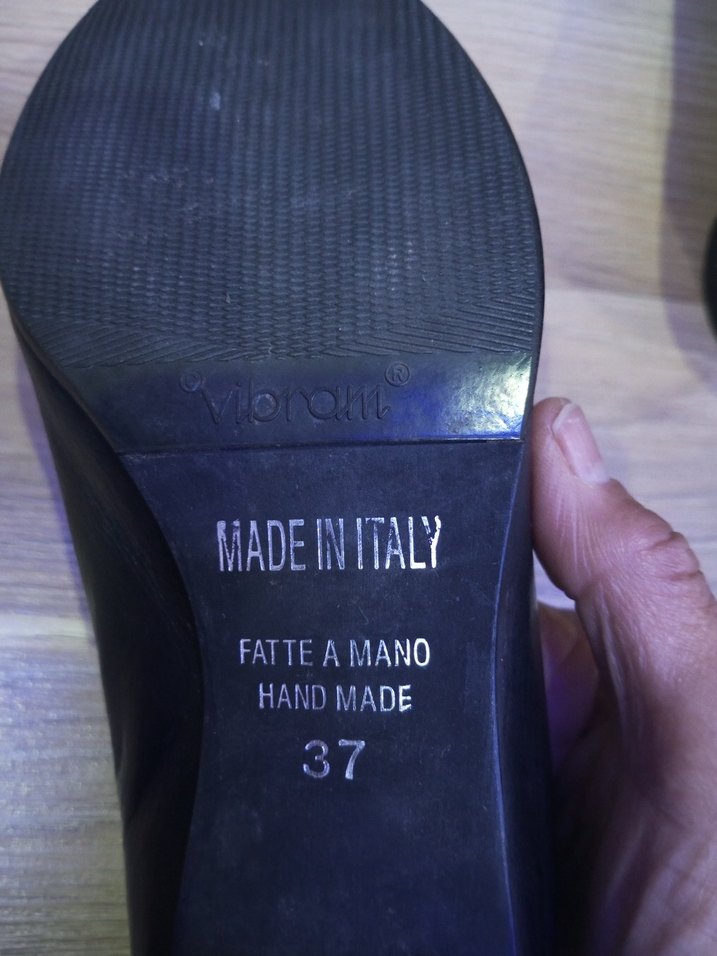 vibram®
MADE IN ITALY
FATTE A MANO
HAND MADE
37